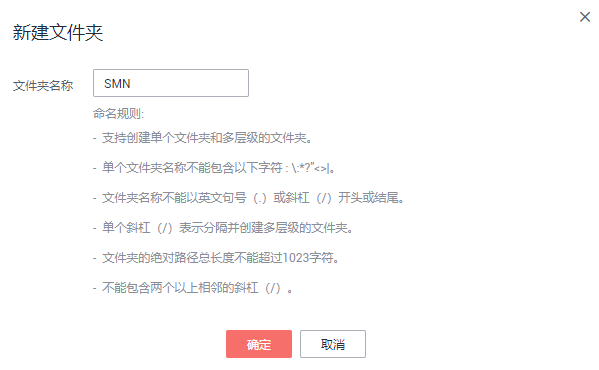 新建文件夹
文件夹名称 SMN
命名规则:
- 支持创建单个文件夹和多层级的文件夹。
- 单个文件夹名称不能包含以下字符 : \:*?"<>|。
- 文件夹名称不能以英文句号（.）或斜杠（/）开头或结尾。
- 单个斜杠（/）表示分隔并创建多层级的文件夹。
- 文件夹的绝对路径总长度不能超过1023字符。
- 不能包含两个以上相邻的斜杠（/）。
确定 取消